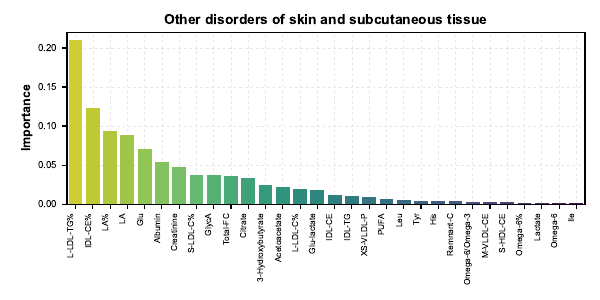 Other disorders of skin and subcutaneous tissue
Importance
0.20
0.15
0.10
0.05
0.00
L-LDL-TG%
IDL-CE%
LA%
LA
Glu
Albumin
Creatinine
S-LDL-C%
GlycA
Total-FC
Citrate
3-Hydroxybutyrate
Acetoacetate
L-LDL-C%
Glu-lactate
IDL-CE
IDL-TG
XS-VLDL-P
PUFA
Leu
Tyr
His
Remnant-C
Omega-6/Omega-3
M-VLDL-CE
S-HDL-CE
Omega-6%
Lactate
Omega-6
Ile